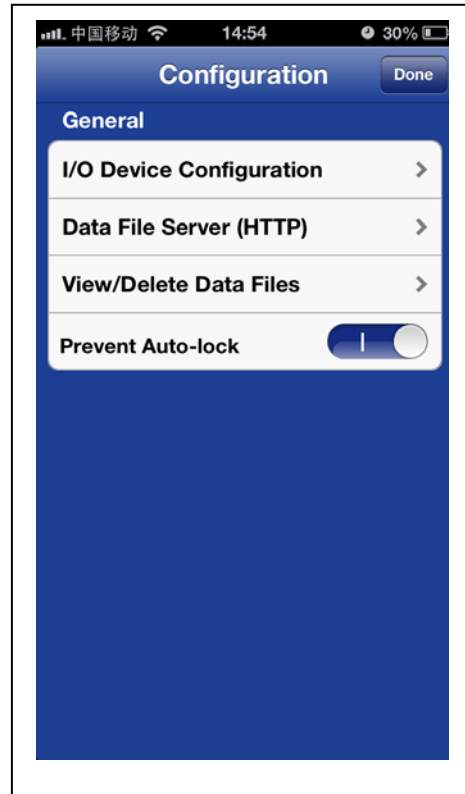 中国移动 14:54 30%
Configuration Done
General
I/O Device Configuration
Data File Server (HTTP)
View/Delete Data Files
Prevent Auto-lock